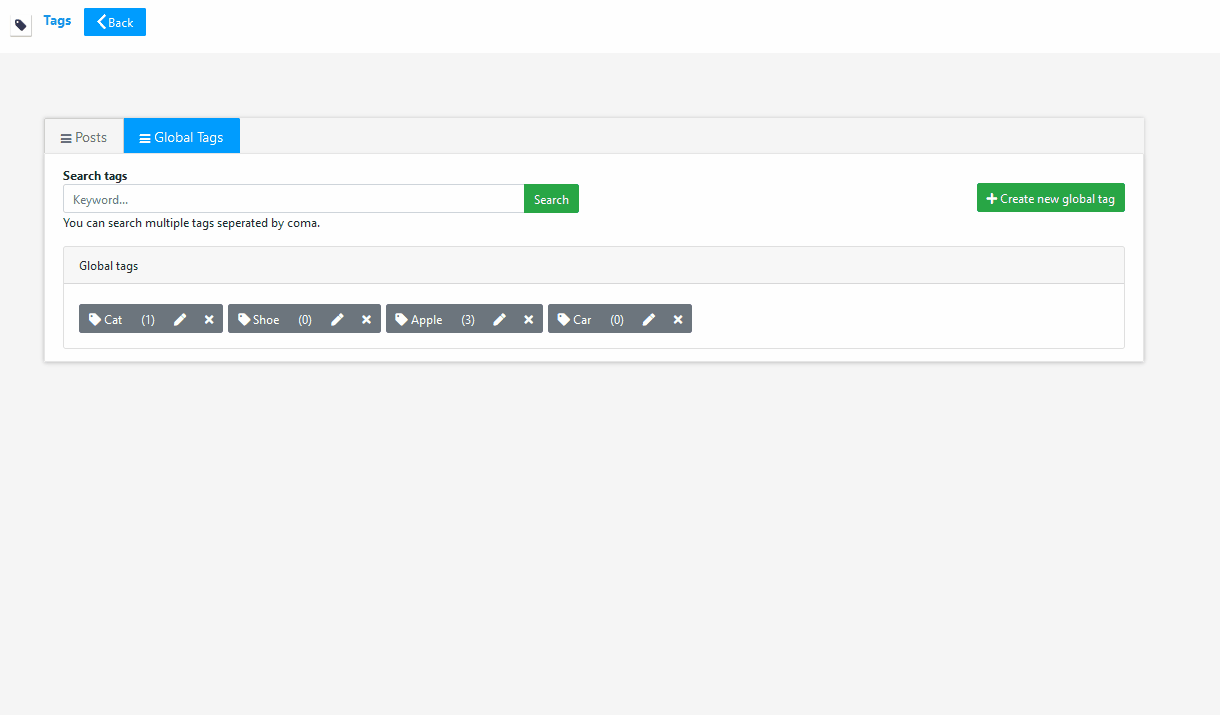 Tags Back
Posts Global Tags
Search tags
Keyword... Search Create new global tag
You can search multiple tags seperated by coma.
Global tags
Cat (1) Shoe (0) Apple (3) Car (0)